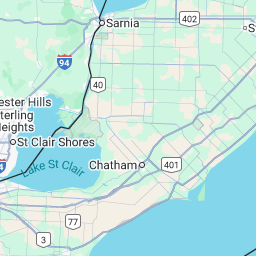 402
Sarnia
94
40
ester Hills
terling
Heights
St Clair Shores
Lake St Clair
Chatham
401
77
3